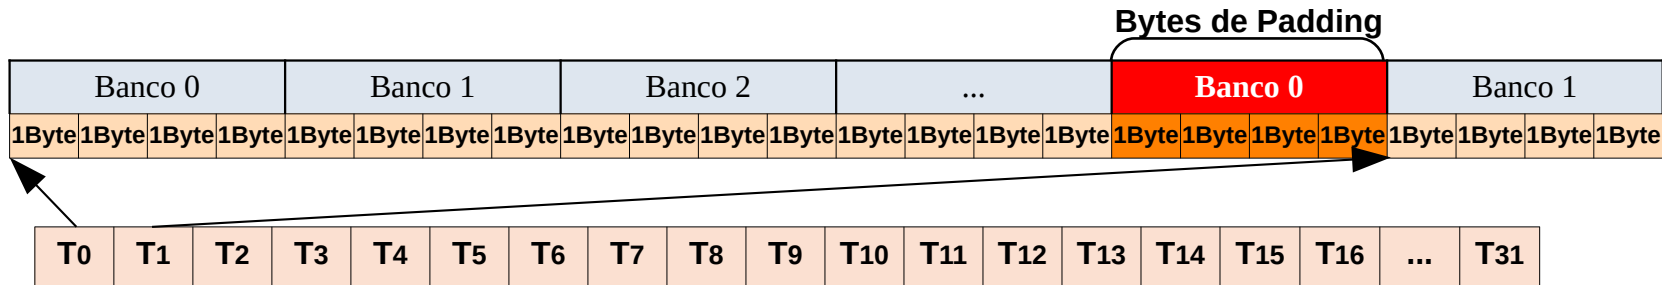 Bytes de Padding
Banco 0 Banco 1 Banco 2 ... Banco 0 Banco 1
1Byte 1Byte 1Byte 1Byte 1Byte 1Byte 1Byte 1Byte 1Byte 1Byte 1Byte 1Byte 1Byte 1Byte 1Byte 1Byte 1Byte 1Byte 1Byte 1Byte 1Byte 1Byte 1Byte 1Byte
T0 T1 T2 T3 T4 T5 T6 T7 T8 T9 T10 T11 T12 T13 T14 T15 T16 ... T31